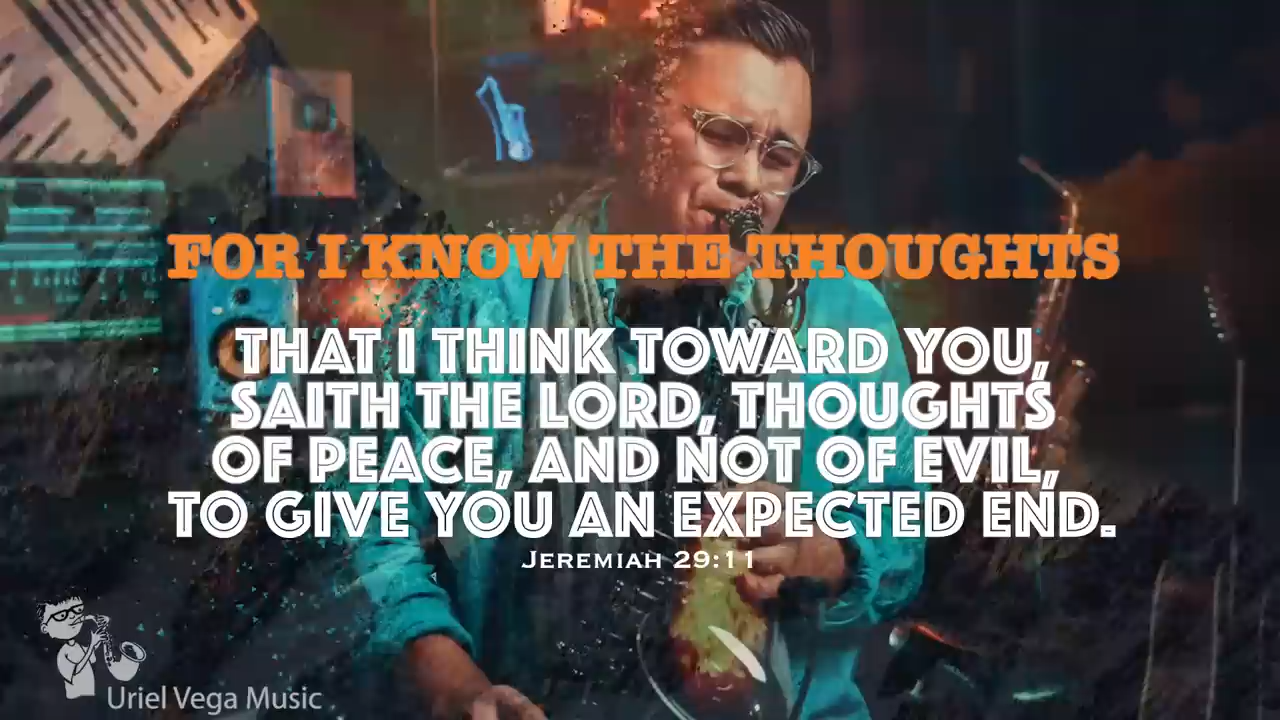 FOR I KNOW THE THOUGHTS
THAT I THINK TOWARD YOU,
SAITH THE LORD, THOUGHTS
OF PEACE, AND NOT OF EVIL,
TO GIVE YOU AN EXPECTED END.
JEREMIAH 29:11
Uriel Vega Music